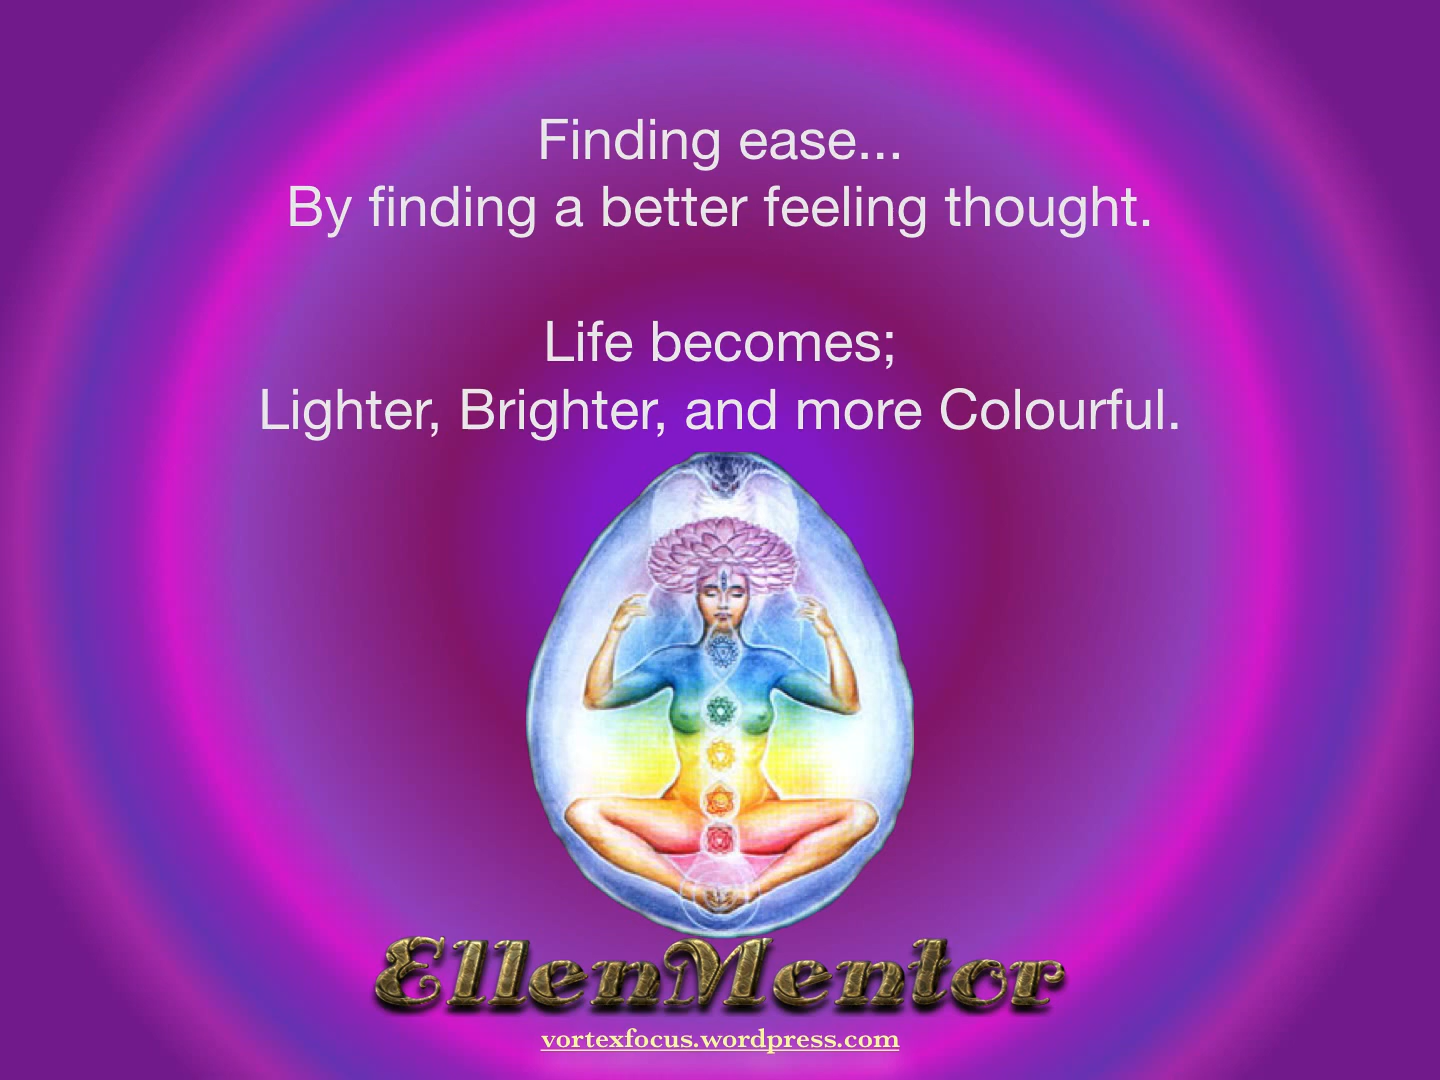 Finding ease...
By finding a better feeling thought.
Life becomes;
Lighter, Brighter, and more Colourful.
EllenMentor
vortexfocus.wordpress.com